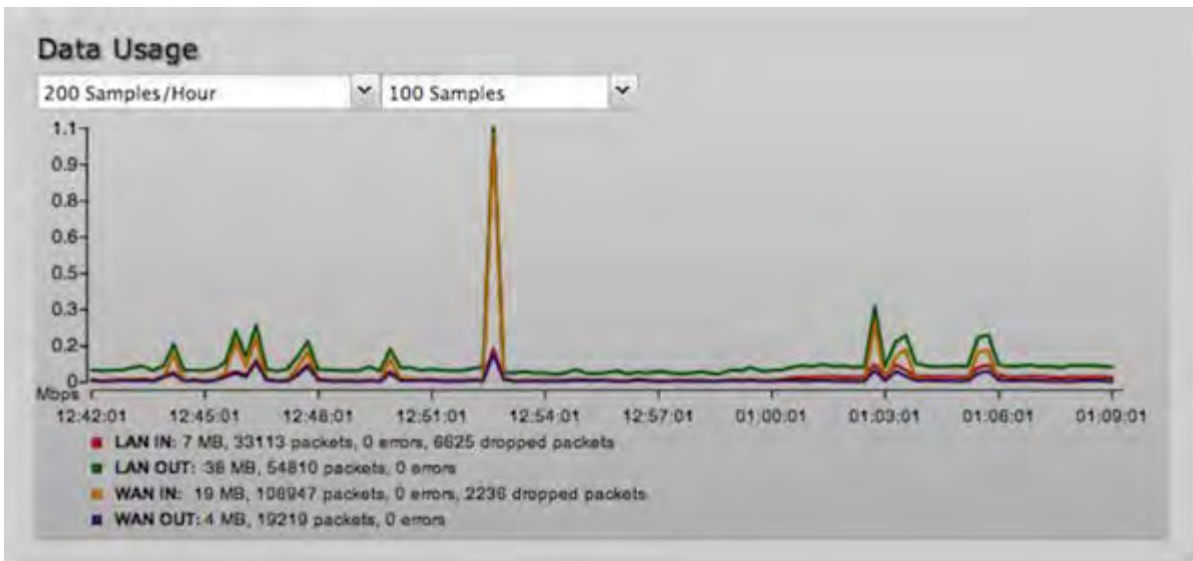 Data Usage
200 Samples/Hour 100 Samples
1.1
0.9
0.8
0.6
0.5
0.3
0.2
0
Mbps
12:42:01 12:45:01 12:48:01 12:51:01 12:54:01 12:57:01 01:00:01 01:03:01 01:06:01 01:09:01
LAN IN: 7 MB, 33113 packets, 0 errors, 6625 dropped packets
LAN OUT: 38 MB, 54810 packets, 0 errors
WAN IN: 19 MB, 108947 packets, 0 errors, 2236 dropped packets
WAN OUT: 4 MB, 19219 packets, 0 errors